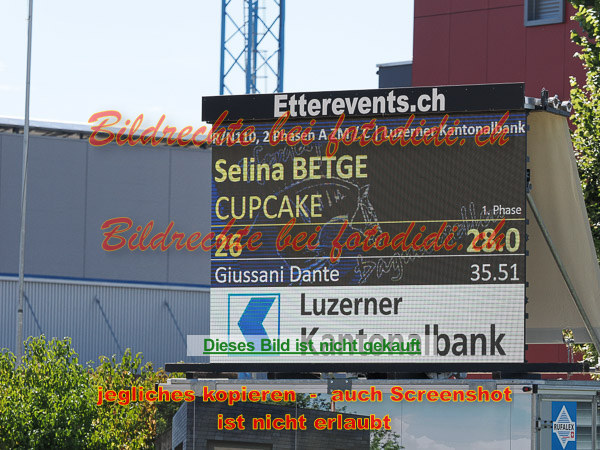 Etterevents.ch
R/N110, 2 Phasen A ZM / C / Luzerner Kantonalbank
Bildrechte bei fotodidi.ch
Selina BETGE
CUPCAKE
1. Phase
Bildrechte bei fotodidi.ch
26 28.0
Giussani Dante 35.51
Luzerner
Kantonalbank
Dieses Bild ist nicht gekauft
jegliches kopieren - auch Screenshot
ist nicht erlaubt
RUFALEX